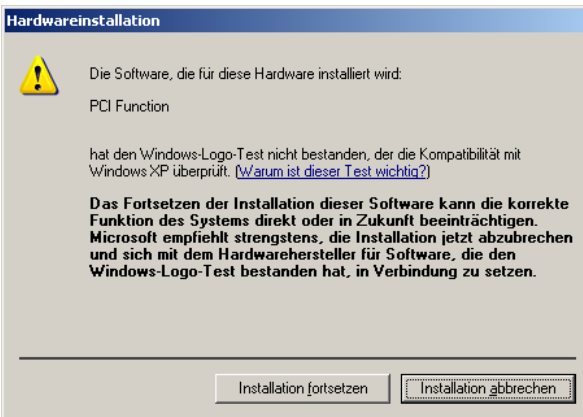 Hardwareinstallation
Die Software, die für diese Hardware installiert wird:
PCI Function
hat den Windows-Logo-Test nicht bestanden, der die Kompatibilität mit
Windows XP überprüft. (Warum ist dieser Test wichtig?)
Das Fortsetzen der Installation dieser Software kann die korrekte
Funktion des Systems direkt oder in Zukunft beeinträchtigen.
Microsoft empfiehlt strengstens, die Installation jetzt abzubrechen
und sich mit dem Hardwarehersteller für Software, die den
Windows-Logo-Test bestanden hat, in Verbindung zu setzen.
Installation fortsetzen
Installation abbrechen